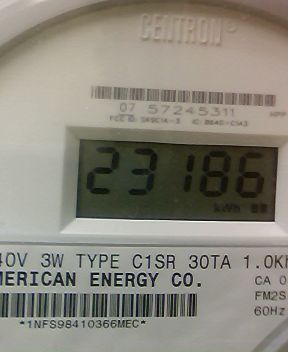 CENTRON®
07 57245311
23186
kWh 88
40V 3W TYPE C1SR 30TA 1.0K
MERICAN ENERGY CO.
CA 0
FM2S
60Hz
*1NFS98410366MEC*